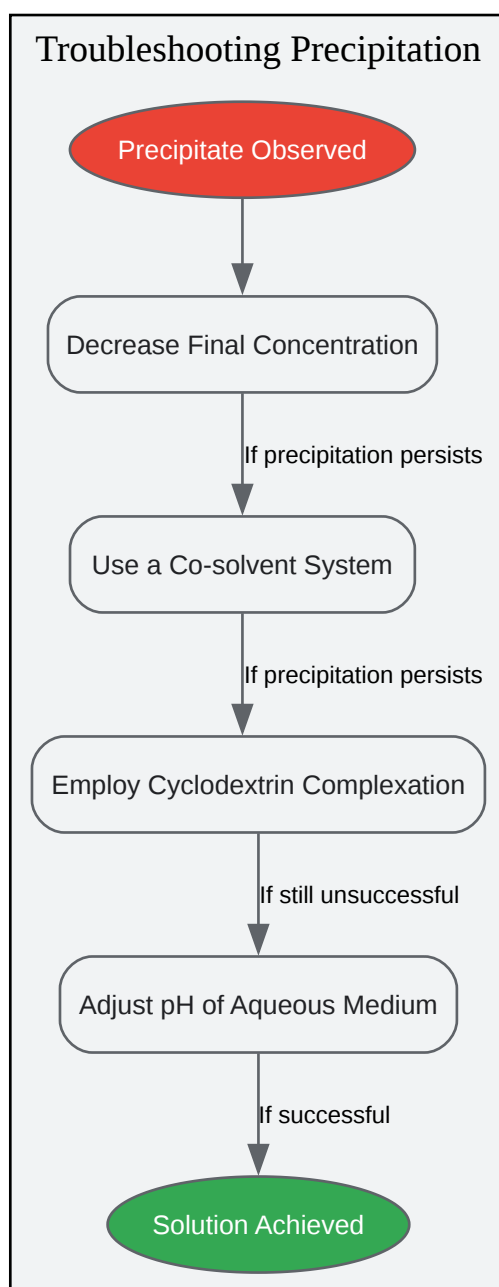 Troubleshooting Precipitation
Precipitate Observed
Decrease Final Concentration
If precipitation persists
Use a Co-solvent System
If precipitation persists
Employ Cyclodextrin Complexation
If still unsuccessful
Adjust pH of Aqueous Medium
If successful
Solution Achieved